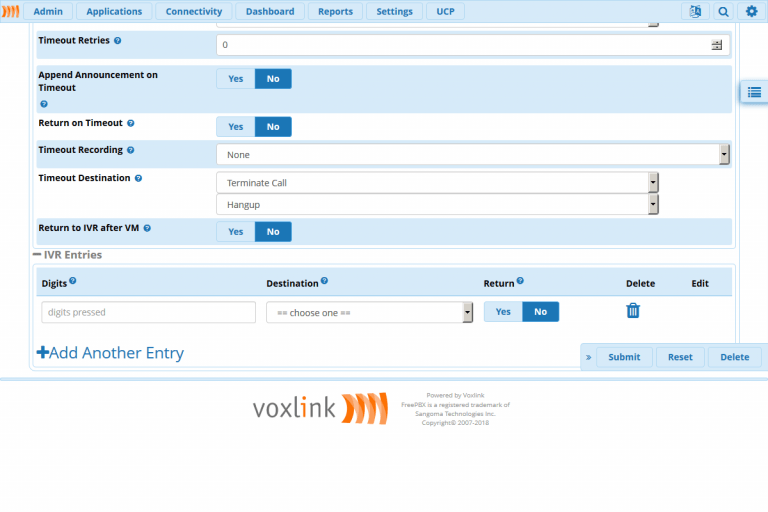 Admin Applications Connectivity Dashboard Reports Settings UCP
Timeout Retries
0
Append Announcement on
Timeout
Yes No
Return on Timeout
Yes No
Timeout Recording
None
Timeout Destination
Terminate Call
Hangup
Return to IVR after VM
Yes No
IVR Entries
Digits Destination Return Delete Edit
digits pressed == choose one == Yes No
Add Another Entry
» Submit Reset Delete
voxlink
Powered by Voxlink
FreePBX is a registered trademark of
Sangoma Technologies Inc.
Copyright© 2007-2018